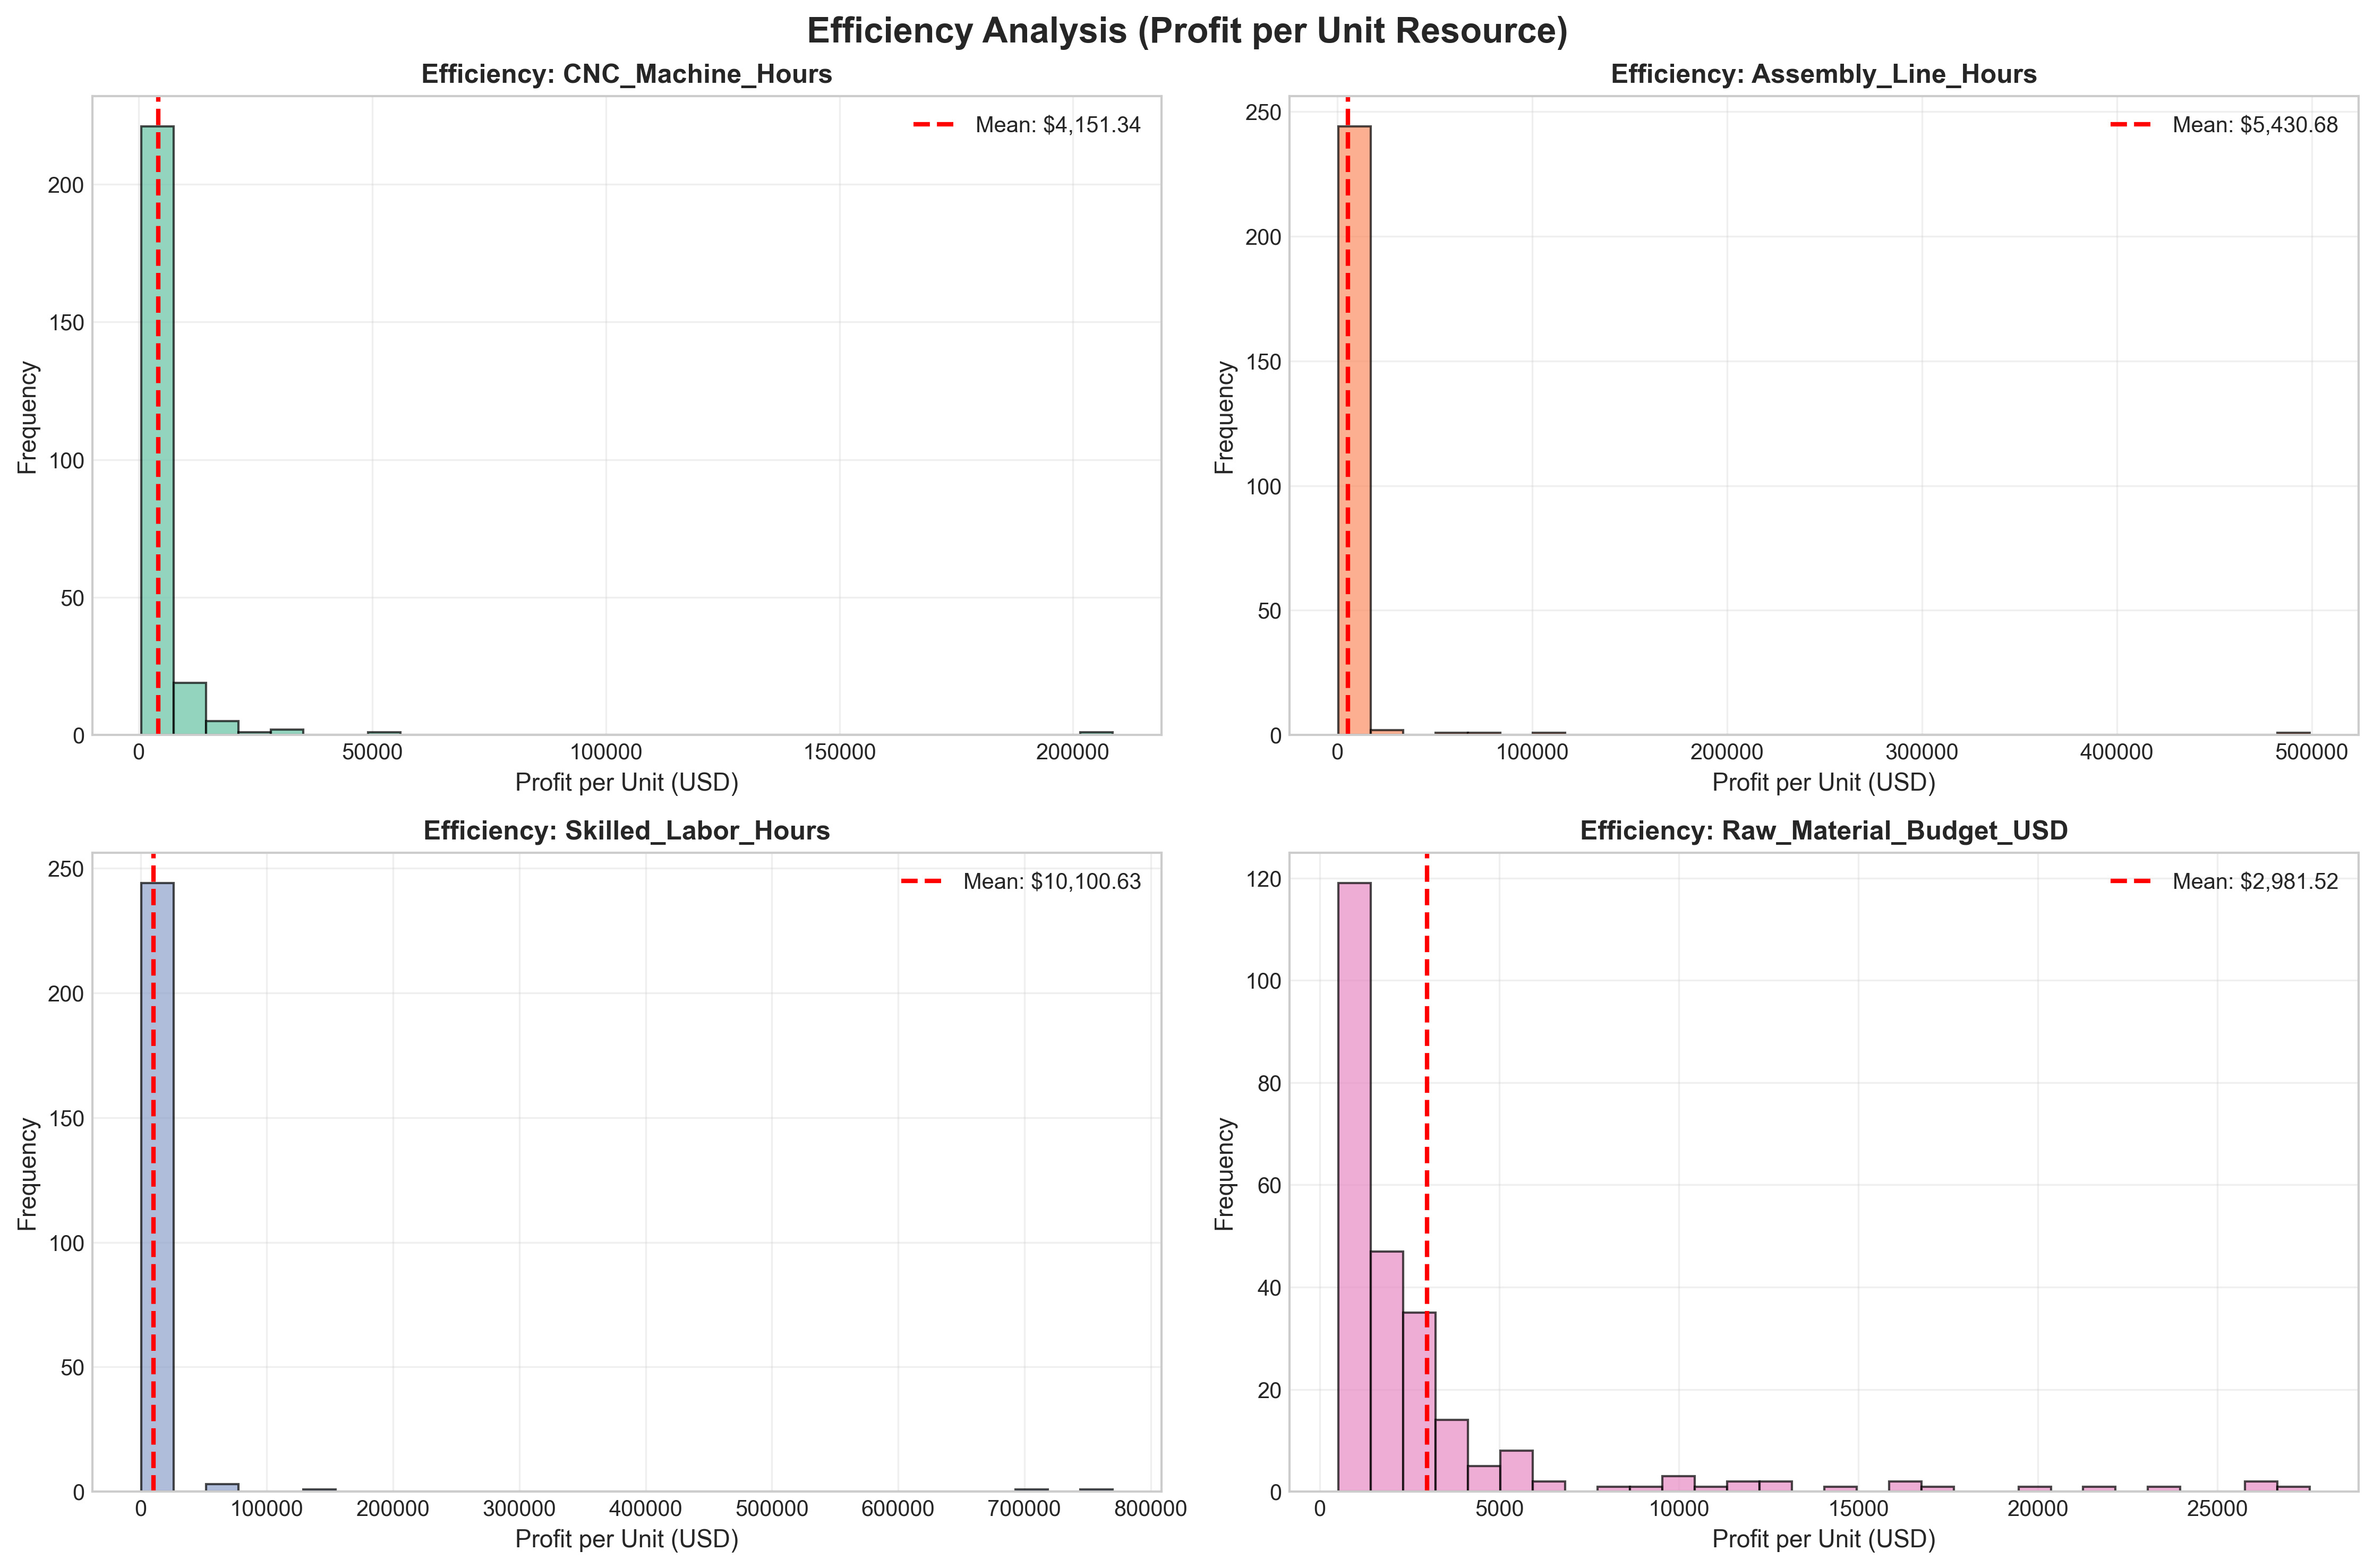 Efficiency Analysis (Profit per Unit Resource)
Efficiency: CNC_Machine_Hours
Mean: $4,151.34
Frequency
200
150
100
50
0
0 50000 100000 150000 200000
Profit per Unit (USD)
Efficiency: Assembly_Line_Hours
Mean: $5,430.68
Frequency
250
200
150
100
50
0
0 100000 200000 300000 400000 500000
Profit per Unit (USD)
Efficiency: Skilled_Labor_Hours
Mean: $10,100.63
Frequency
250
200
150
100
50
0
0 100000 200000 300000 400000 500000 600000 700000 800000
Profit per Unit (USD)
Efficiency: Raw_Material_Budget_USD
Mean: $2,981.52
Frequency
120
100
80
60
40
20
0
0 5000 10000 15000 20000 25000
Profit per Unit (USD)